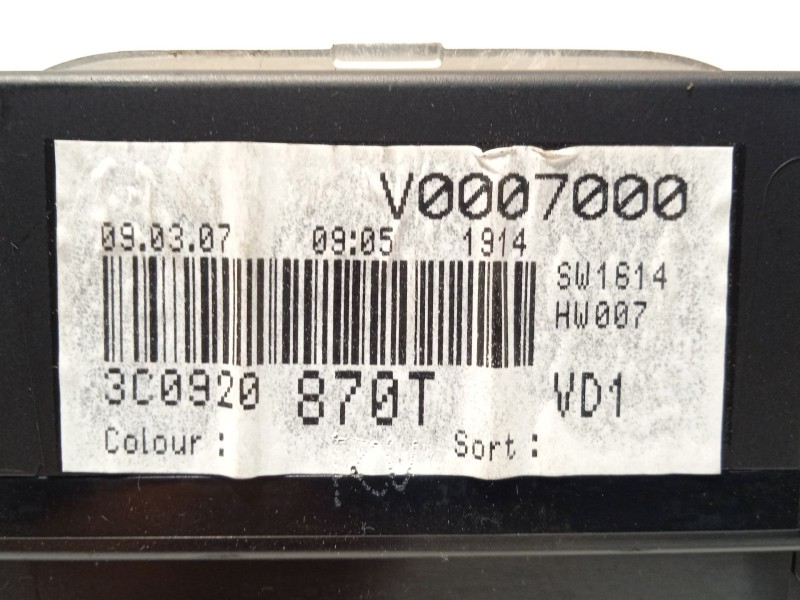 V0007000
09.03.07 09:05 1914
SW1614
HW007
3C0920 870T VD1
Colour : Sort :